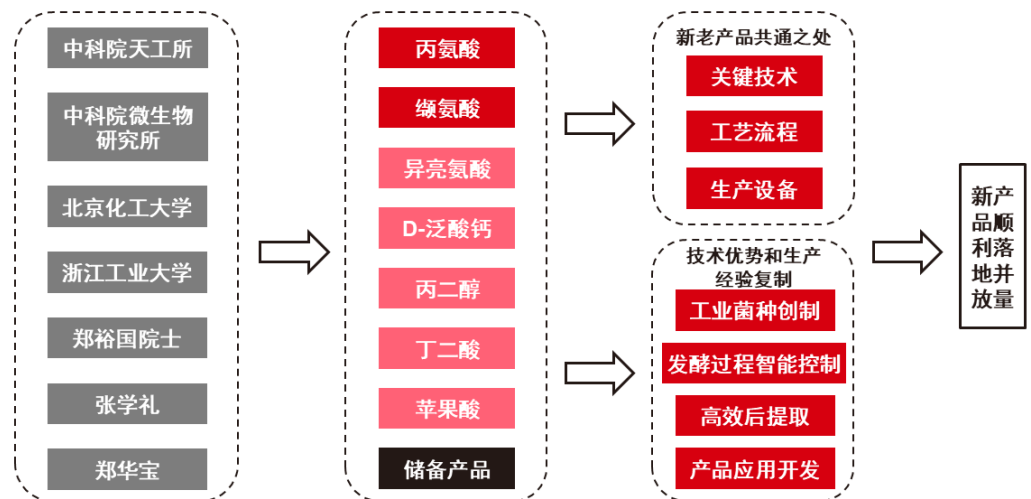 中科院天工所
中科院微生物
研究所
北京化工大学
浙江工业大学
郑裕国院士
张学礼
郑华宝
丙氨酸
缬氨酸
异亮氨酸
D-泛酸钙
丙二醇
丁二酸
苹果酸
储备产品
新老产品共通之处
关键技术
工艺流程
生产设备
技术优势和生产
经验复制
工业菌种创制
发酵过程智能控制
高效后提取
产品应用开发
新产
品顺
利落
地并
放量